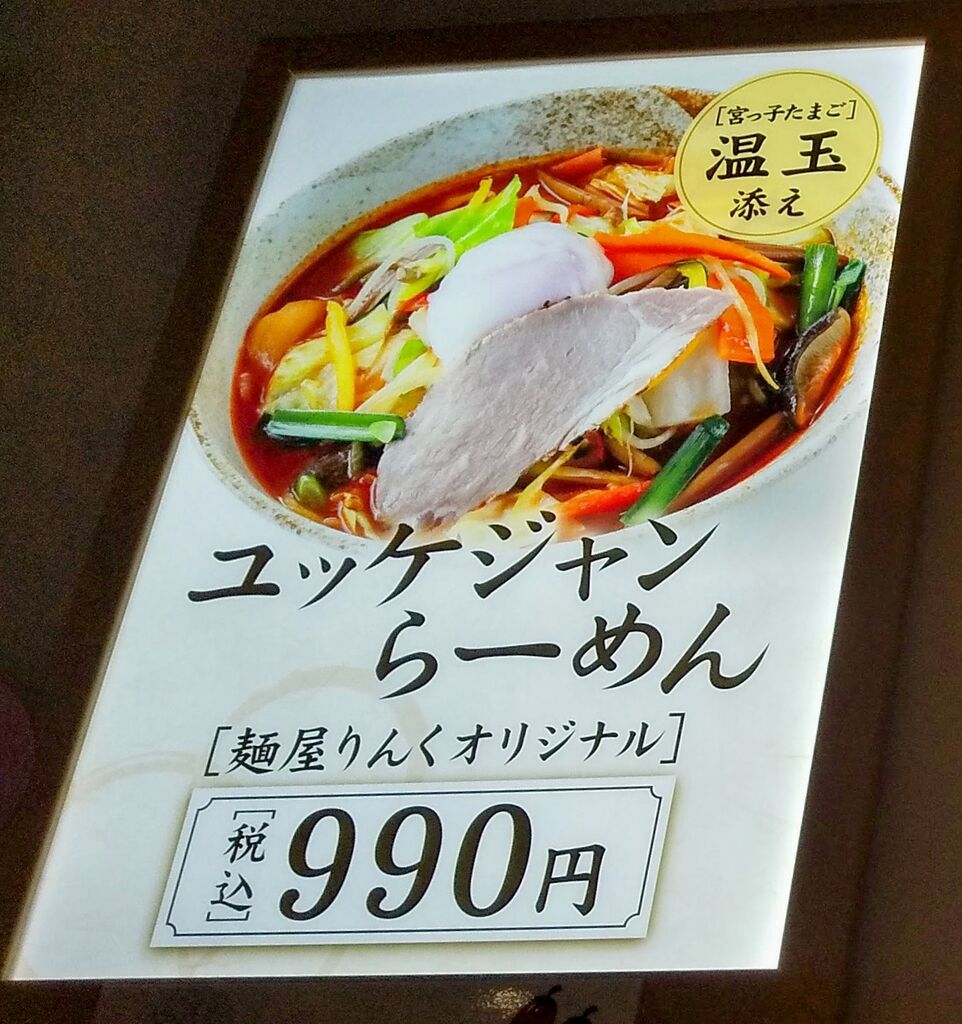 [宮っ子たまご]
温玉
添え
ユッケジャン
らーめん
[麺屋りんくオリジナル]
[税込] 990円